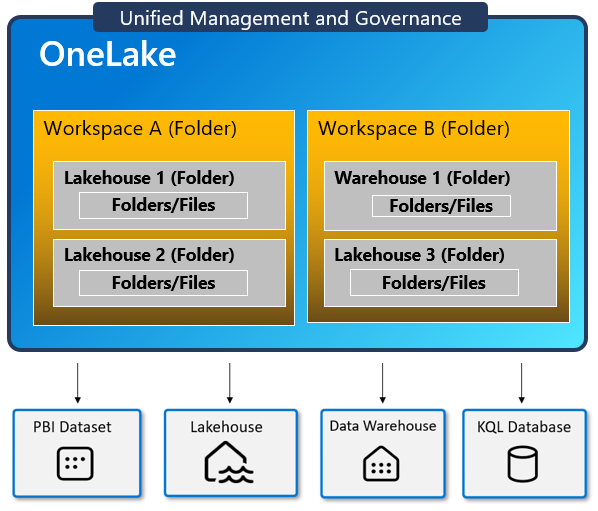 Unified Management and Governance
OneLake
Workspace A (Folder)
Lakehouse 1 (Folder)
Folders/Files
Lakehouse 2 (Folder)
Folders/Files
Workspace B (Folder)
Warehouse 1 (Folder)
Folders/Files
Lakehouse 3 (Folder)
Folders/Files
PBI Dataset
Lakehouse
Data Warehouse
KQL Database